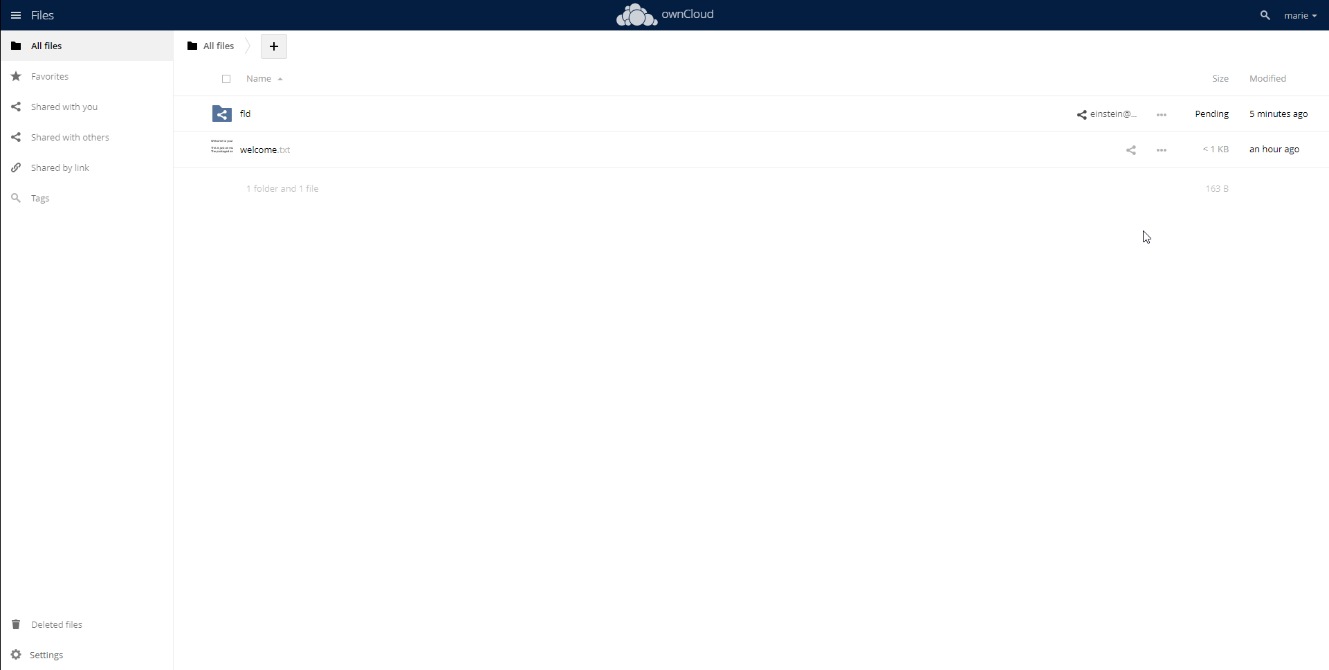 Files
ownCloud
marie
All files
Favorites
Shared with you
Shared with others
Shared by link
Tags
Deleted files
Settings
All files
+
Name Size Modified
fld einstein@... Pending 5 minutes ago
welcome.txt < 1 KB an hour ago
1 folder and 1 file 163 B